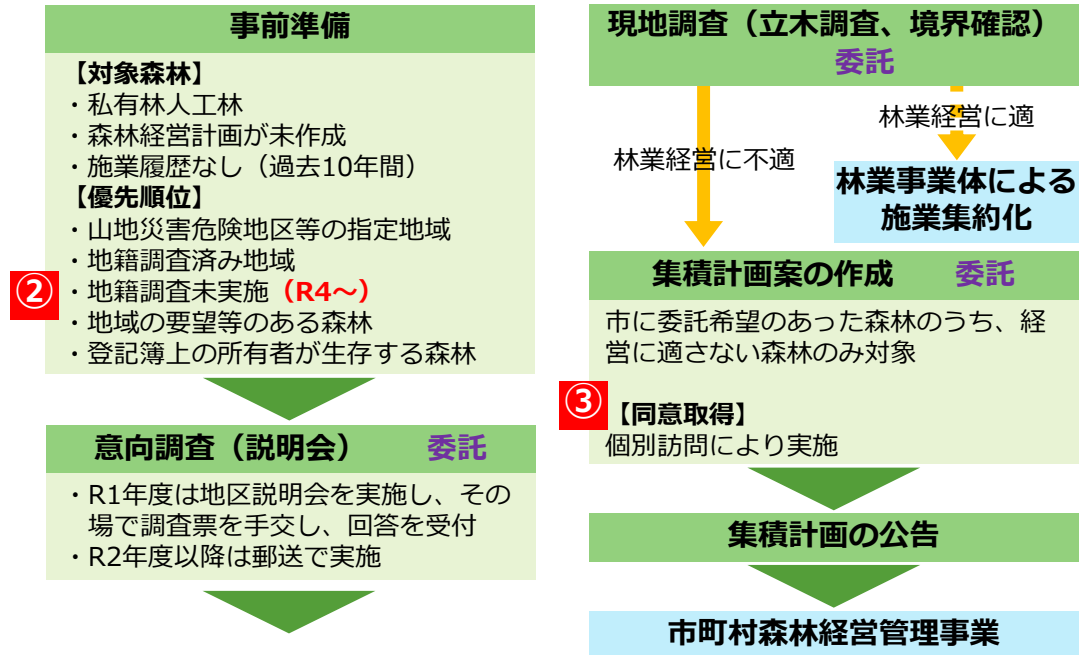 事前準備
【対象森林】
・私有林人工林
・森林経営計画が未作成
・施業履歴なし（過去10年間）
【優先順位】
・山地災害危険地区等の指定地域
・地籍調査済み地域
②
・地籍調査未実施（R4～）
・地域の要望等のある森林
・登記簿上の所有者が生存する森林
意向調査（説明会） 委託
・R1年度は地区説明会を実施し、その
場で調査票を手交し、回答を受付
・R2年度以降は郵送で実施
現地調査（立木調査、境界確認）
委託
林業経営に適
林業経営に不適
林業事業体による
施業集約化
集積計画案の作成 委託
市に委託希望のあった森林のうち、経
営に適さない森林のみ対象
③
【同意取得】
個別訪問により実施
集積計画の公告
市町村森林経営管理事業